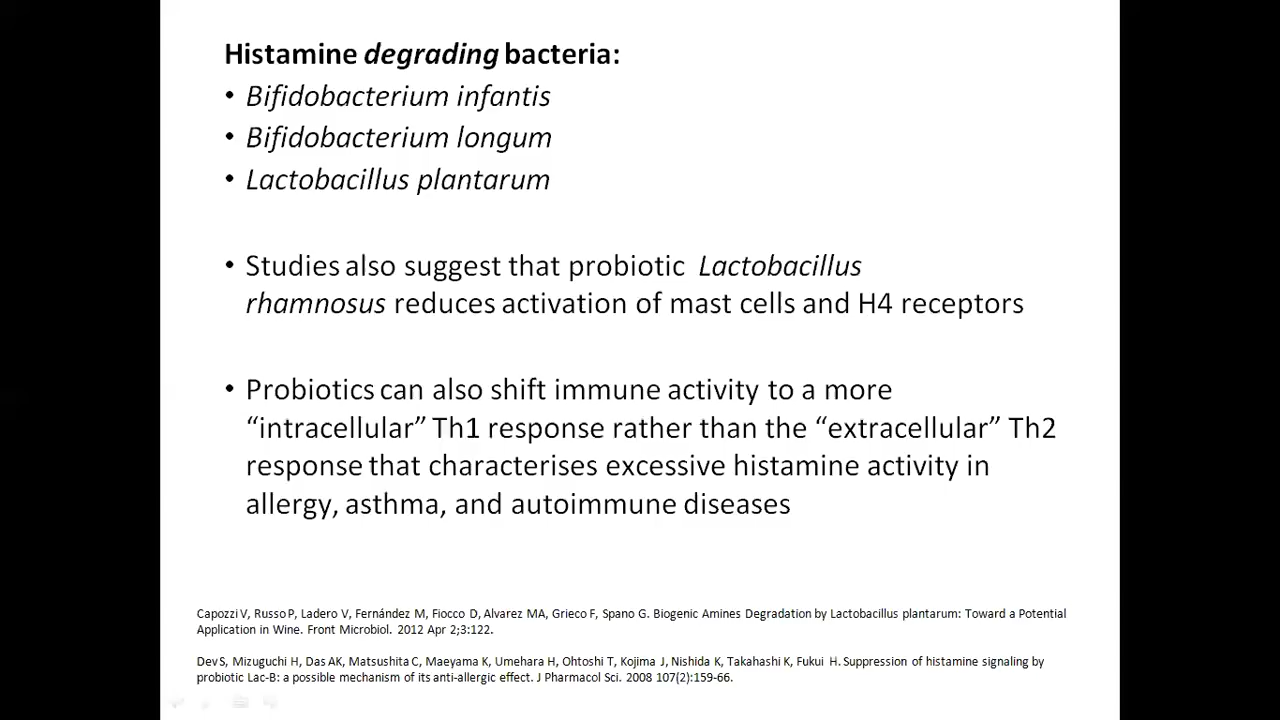 Histamine degrading bacteria:
• Bifidobacterium infantis
• Bifidobacterium longum
• Lactobacillus plantarum
• Studies also suggest that probiotic Lactobacillus
rhamnosus reduces activation of mast cells and H4 receptors
• Probiotics can also shift immune activity to a more
“intracellular” Th1 response rather than the “extracellular” Th2
response that characterises excessive histamine activity in
allergy, asthma, and autoimmune diseases
Capozzi V, Russo P, Ladero V, Fernández M, Fiocco D, Alvarez MA, Grieco F, Spano G. Biogenic Amines Degradation by Lactobacillus plantarum: Toward a Potential
Application in Wine. Front Microbiol. 2012 Apr 2;3:122.
Dev S, Mizuguchi H, Das AK, Matsushita C, Maeyama K, Umehara H, Ohtoshi T, Kojima J, Nishida K, Takahashi K, Fukui H. Suppression of histamine signaling by
probiotic Lac-B: a possible mechanism of its anti-allergic effect. J Pharmacol Sci. 2008 107(2):159-66.